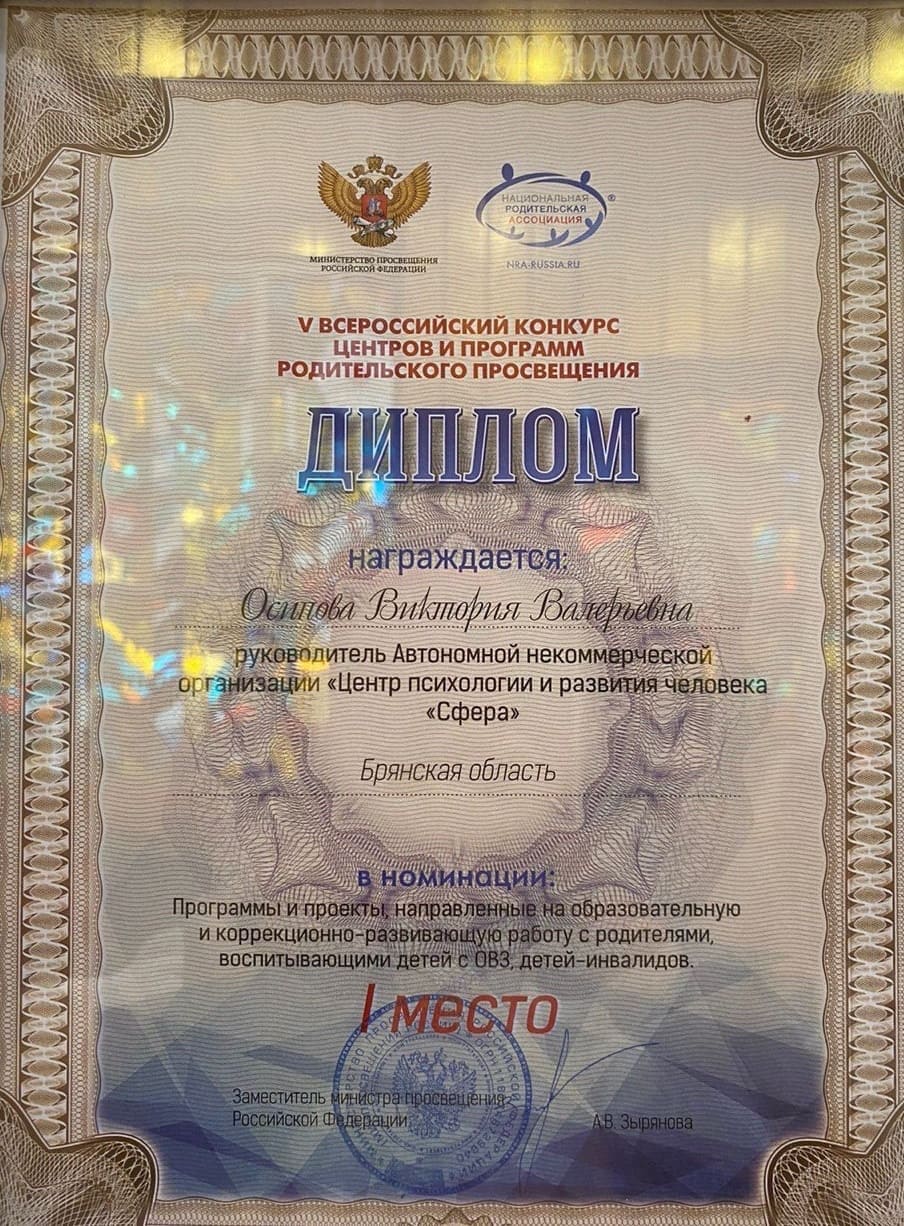 МИНИСТЕРСТВО ПРОСВЕЩЕНИЯ
РОССИЙСКОЙ ФЕДЕРАЦИИ
НАЦИОНАЛЬНАЯ
РОДИТЕЛЬСКАЯ
АССОЦИАЦИЯ
®
NRA-RUSSIA.RU
V ВСЕРОССИЙСКИЙ КОНКУРС
ЦЕНТРОВ И ПРОГРАММ
РОДИТЕЛЬСКОГО ПРОСВЕЩЕНИЯ
ДИПЛОМ
награждается:
Осипова Виктория Валерьевна
руководитель Автономной некоммерческой
организации «Центр психологии и развития человека
«Сфера»
Брянская область
в номинации:
Программы и проекты, направленные на образовательную
и коррекционно-развивающую работу с родителями,
воспитывающими детей с ОВЗ, детей-инвалидов.
I место
Заместитель министра просвещения
Российской Федерации
А.В. Зырянова